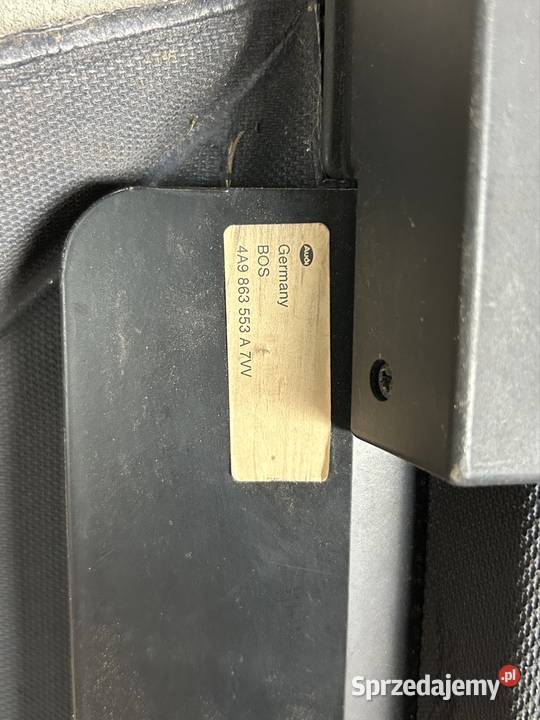 Audi
Germany
BOS
4A9 863 553 A 7VV
Sprzedajemy.pl